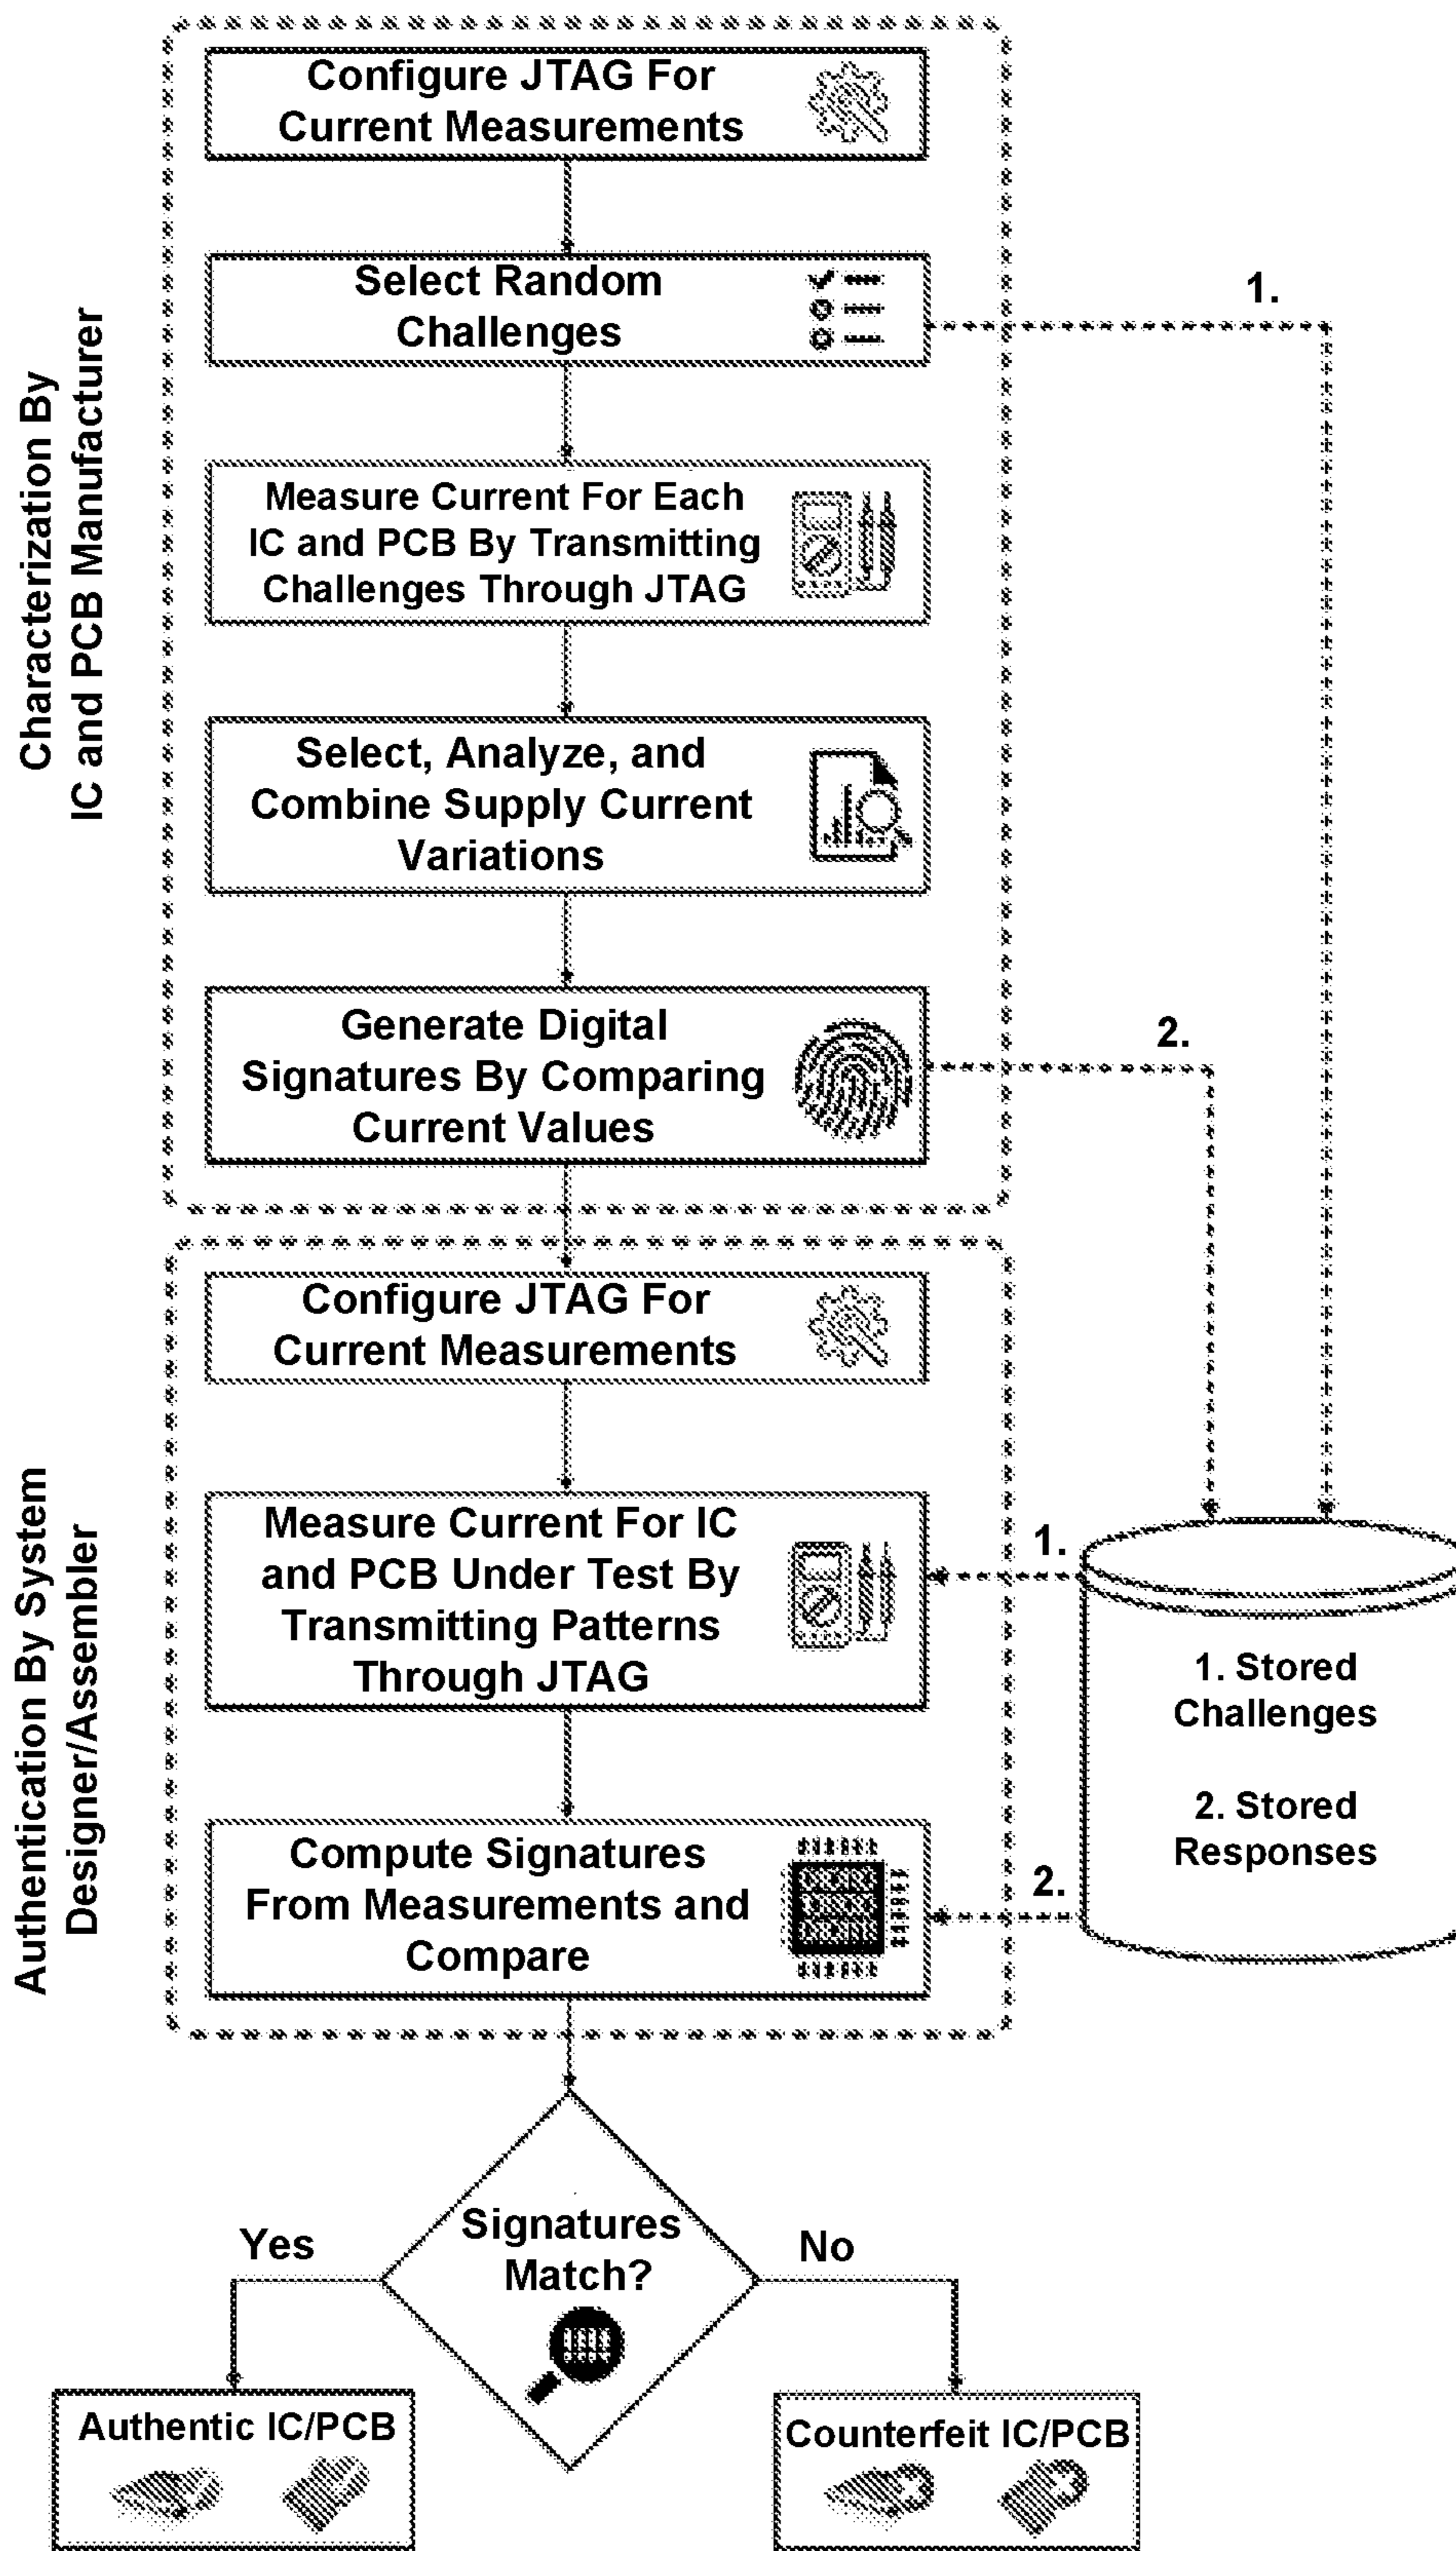 Characterization By
IC and PCB Manufacturer
Configure JTAG For
Current Measurements
Select Random
Challenges
1.
Measure Current For Each
IC and PCB By Transmitting
Challenges Through JTAG
Select, Analyze, and
Combine Supply Current
Variations
Generate Digital
Signatures By Comparing
Current Values
2.
Authentication By System
Designer/Assembler
Configure JTAG For
Current Measurements
Measure Current For IC
and PCB Under Test By
Transmitting Patterns
Through JTAG
1.
1. Stored
Challenges
2. Stored
Responses
Compute Signatures
From Measurements and
Compare
2.
Signatures
Match?
Yes
No
Authentic IC/PCB
Counterfeit IC/PCB